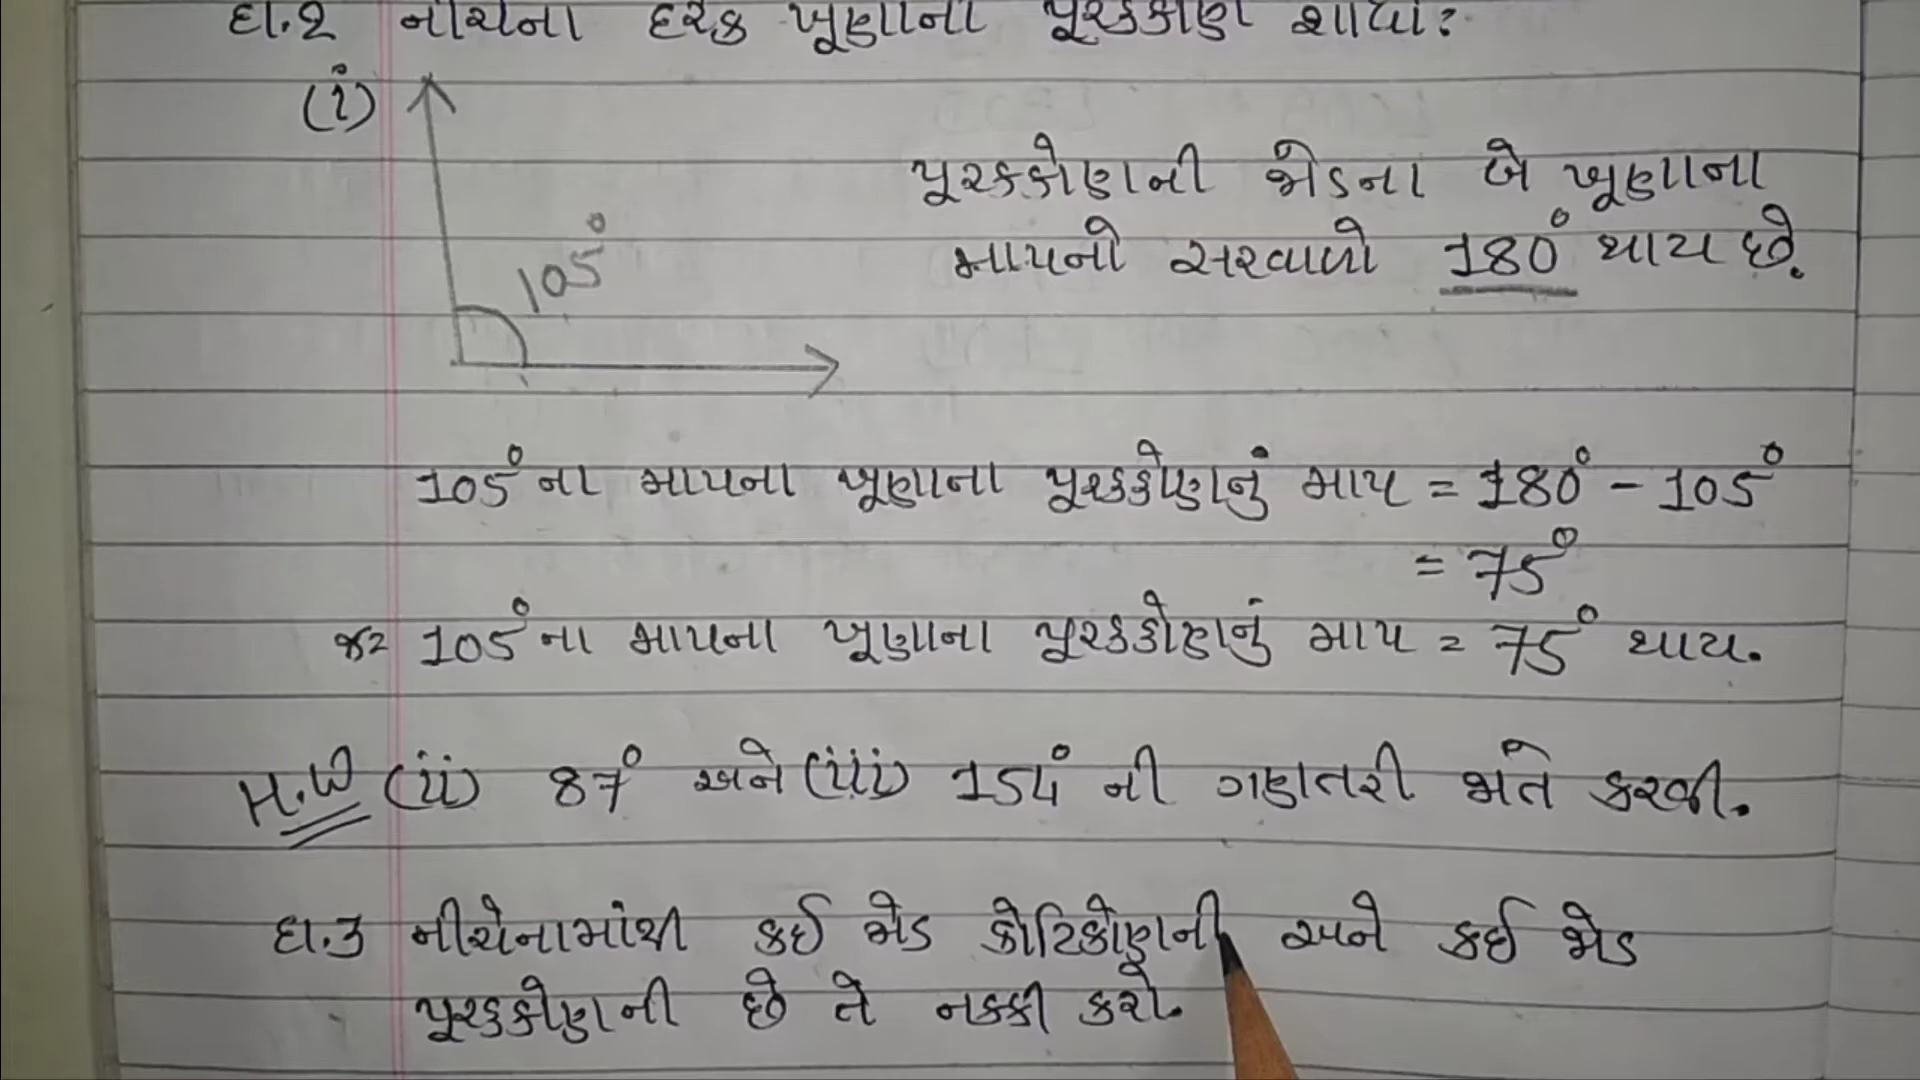 દા.૨ નીચેના દરેક ખૂણાના પૂરકકોણ શોધો:
(i)
105°
પૂરકકોણની જોડના બે ખૂણાના
માપનો સરવાળો 180° થાય છે.
105° ના માપના ખૂણાના પૂરકકોણનું માપ = 180° - 105°
= 75°
105° ના માપના ખૂણાના પૂરકકોણનું માપ = 75° થાય.
H.W (ii) 87° અને (iii) 154° ની ગણતરી જાતે કરવી.
દા.૩ નીચેનામાંથી કઈ જોડ કોટિકોણની અને કઈ જોડ
પૂરકકોણની છે તે નક્કી કરો.